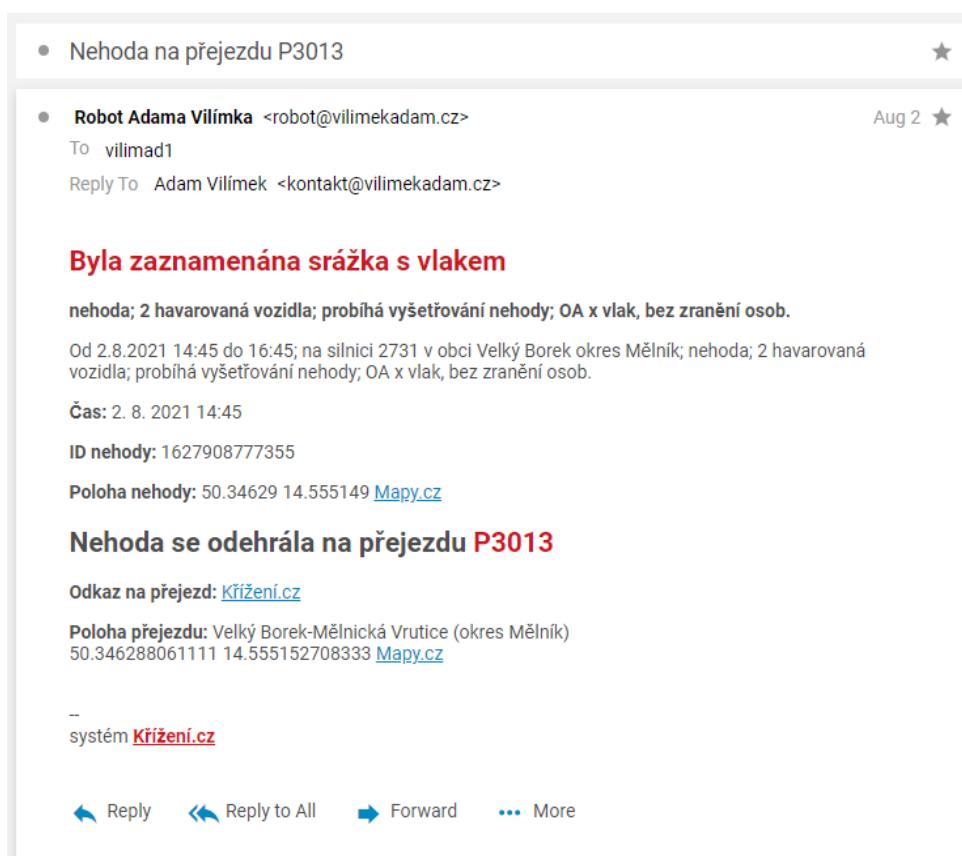 Nehoda na přejezdu P3013
Robot Adama Vilímka <robot@vilimekadam.cz> Aug 2
To vilimad1
Reply To Adam Vilímek <kontakt@vilimekadam.cz>
Byla zaznamenána srážka s vlakem
nehoda; 2 havarovaná vozidla; probíhá vyšetřování nehody; OA x vlak, bez zranění osob.
Od 2.8.2021 14:45 do 16:45; na silnici 2731 v obci Velký Borek okres Mělník; nehoda; 2 havarovaná
vozidla; probíhá vyšetřování nehody; OA x vlak, bez zranění osob.
Čas: 2. 8. 2021 14:45
ID nehody: 1627908777355
Poloha nehody: 50.34629 14.555149 Mapy.cz
Nehoda se odehrála na přejezdu P3013
Odkaz na přejezd: Křížení.cz
Poloha přejezdu: Velký Borek-Mělnická Vrutice (okres Mělník)
50.346288061111 14.555152708333 Mapy.cz
--
systém Křížení.cz
Reply Reply to All Forward More